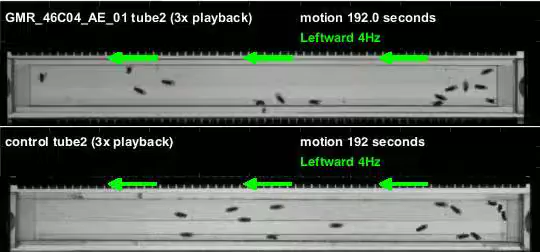 GMR_46C04_AE_01 tube2 (3x playback) motion 192.0 seconds
Leftward 4Hz
control tube2 (3x playback) motion 192 seconds
Leftward 4Hz